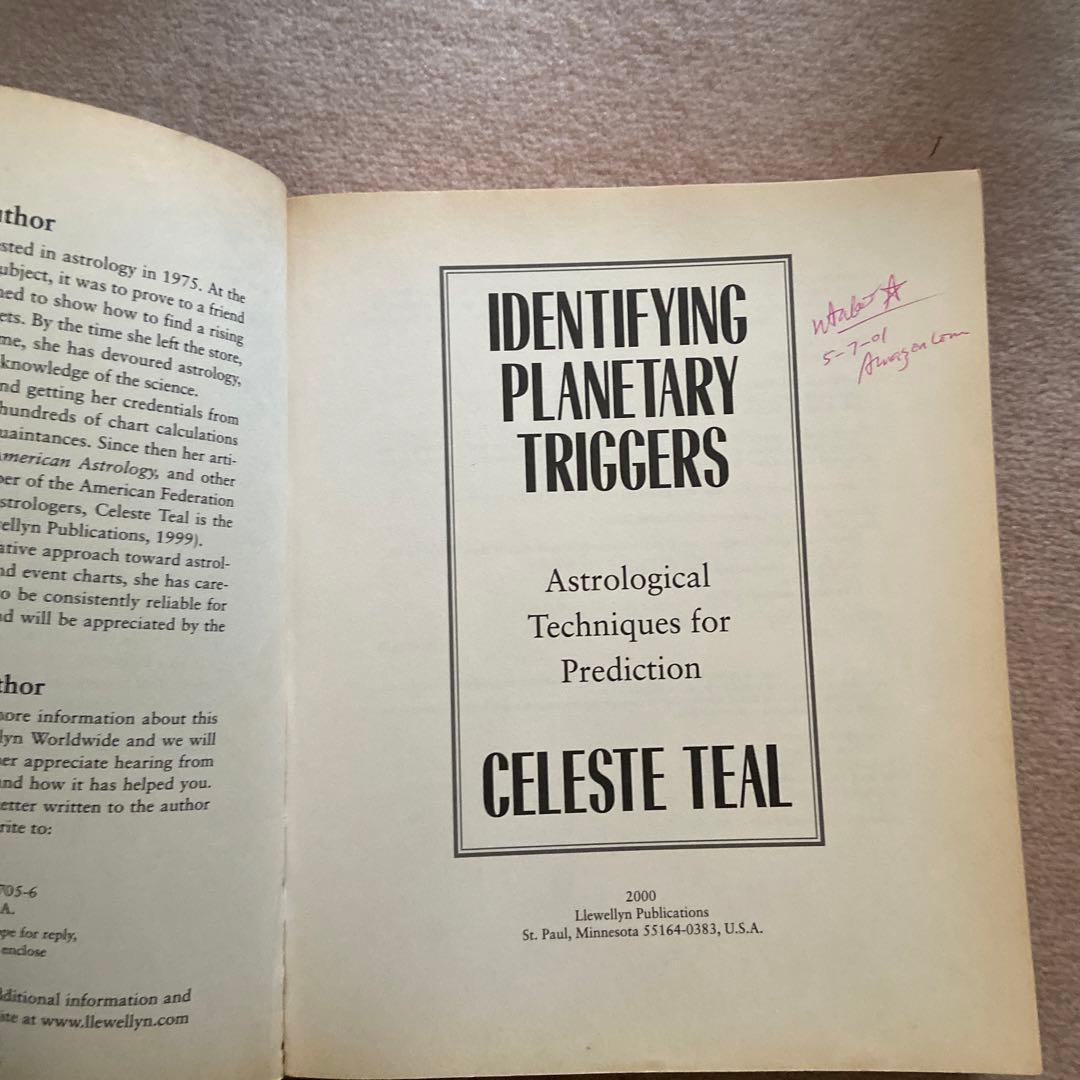 uthor
sted in astrology in 1975. At the
ubject, it was to prove to a friend
ned to show how to find a rising
ets. By the time she left the store,
me, she has devoured astrology,
knowledge of the science.
nd getting her credentials from
hundreds of chart calculations
uaintances. Since then her arti-
merican Astrology, and other
ber of the American Federation
strologers, Celeste Teal is the
ellyn Publications, 1999).
ative approach toward astrol-
nd event charts, she has care-
o be consistently reliable for
d will be appreciated by the
thor
more information about this
lyn Worldwide and we will
er appreciate hearing from
and how it has helped you.
etter written to the author
rite to:
705-6
A.
pe for reply,
enclose
dditional information and
site at www.llewellyn.com
IDENTIFYING
PLANETARY
TRIGGERS
Astrological
Techniques for
Prediction
CELESTE TEAL
2000
Llewellyn Publications
St. Paul, Minnesota 55164-0383, U.S.A.
5-7-01
Amazon.com